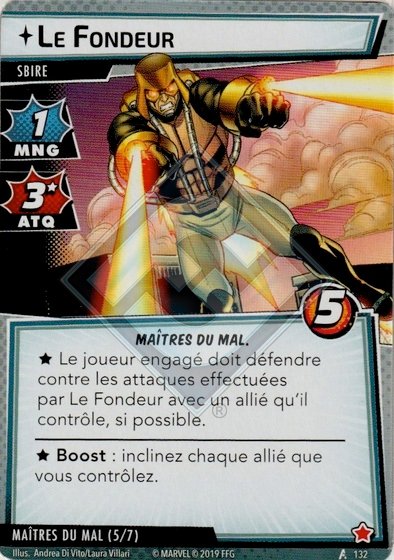 Le Fondeur
SBIRE
1
MNG
3
ATQ
5
MAÎTRES DU MAL.
★ Le joueur engagé doit défendre
contre les attaques effectuées
par Le Fondeur avec un allié qu'il
contrôle, si possible.
★ Boost : inclinez chaque allié que
vous contrôlez.
MAÎTRES DU MAL (5/7)
Illus. Andrea Di Vito/Laura Villari © MARVEL © 2019 FFG 132